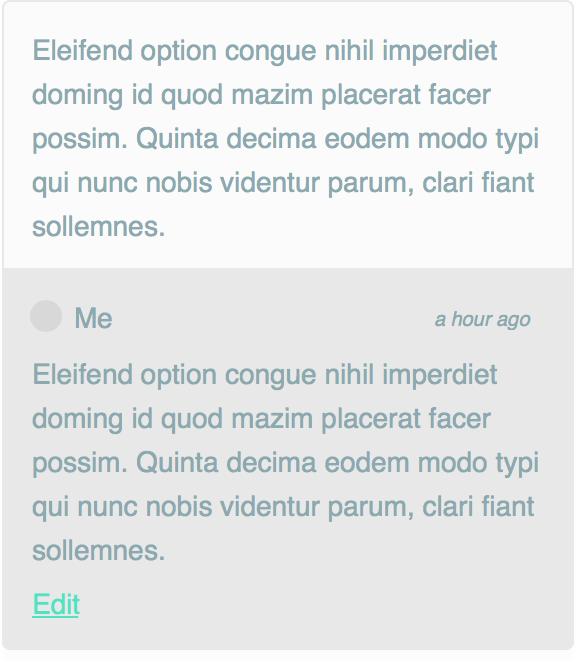 Eleifend option congue nihil imperdiet
doming id quod mazim placerat facer
possim. Quinta decima eodem modo typi
qui nunc nobis videntur parum, clari fiant
sollemnes.
Me
a hour ago
Eleifend option congue nihil imperdiet
doming id quod mazim placerat facer
possim. Quinta decima eodem modo typi
qui nunc nobis videntur parum, clari fiant
sollemnes.
Edit